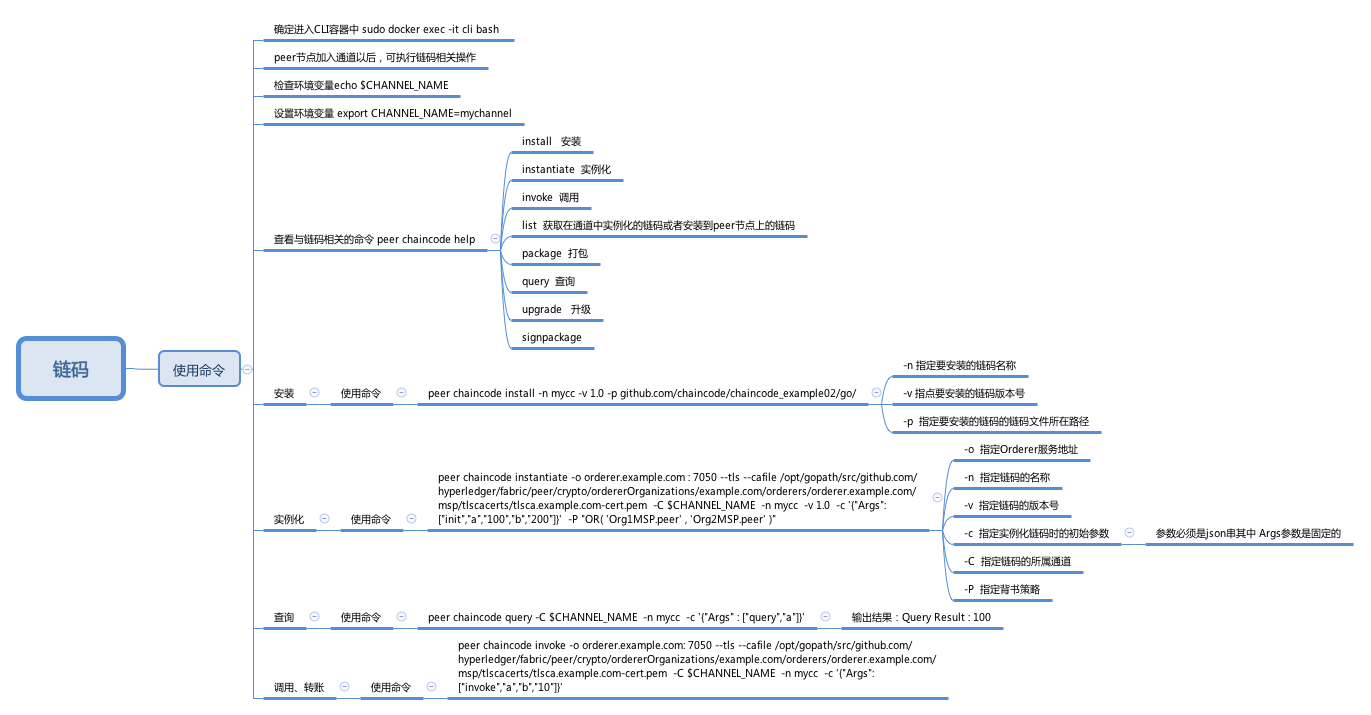 链码
使用命令
确定进入CLI容器中 sudo docker exec -it cli bash
peer节点加入通道以后，可执行链码相关操作
检查环境变量echo $CHANNEL_NAME
设置环境变量 export CHANNEL_NAME=mychannel
查看与链码相关的命令 peer chaincode help
install 安装
instantiate 实例化
invoke 调用
list 获取在通道中实例化的链码或者安装到peer节点上的链码
package 打包
query 查询
upgrade 升级
signpackage
安装
使用命令
peer chaincode install -n mycc -v 1.0 -p github.com/chaincode/chaincode_example02/go/
-n 指定要安装的链码名称
-v 指点要安装的链码版本号
-p 指定要安装的链码的链码文件所在路径
实例化
使用命令
peer chaincode instantiate -o orderer.example.com : 7050 --tls --cafile /opt/gopath/src/github.com/
hyperledger/fabric/peer/crypto/ordererOrganizations/example.com/orderers/orderer.example.com/
msp/tlscacerts/tlsca.example.com-cert.pem -C $CHANNEL_NAME -n mycc -v 1.0 -c '{"Args":
["init","a","100","b","200"]}' -P "OR( 'Org1MSP.peer' , 'Org2MSP.peer' )"
-o 指定Orderer服务地址
-n 指定链码的名称
-v 指定链码的版本号
-c 指定实例化链码时的初始参数
参数必须是json串其中 Args参数是固定的
-C 指定链码的所属通道
-P 指定背书策略
查询
使用命令
peer chaincode query -C $CHANNEL_NAME -n mycc -c '{"Args" : ["query","a"]}'
输出结果：Query Result : 100
调用、转账
使用命令
peer chaincode invoke -o orderer.example.com: 7050 --tls --cafile /opt/gopath/src/github.com/
hyperledger/fabric/peer/crypto/ordererOrganizations/example.com/orderers/orderer.example.com/
msp/tlscacerts/tlsca.example.com-cert.pem -C $CHANNEL_NAME -n mycc -c '{"Args":
["invoke","a","b","10"]}'